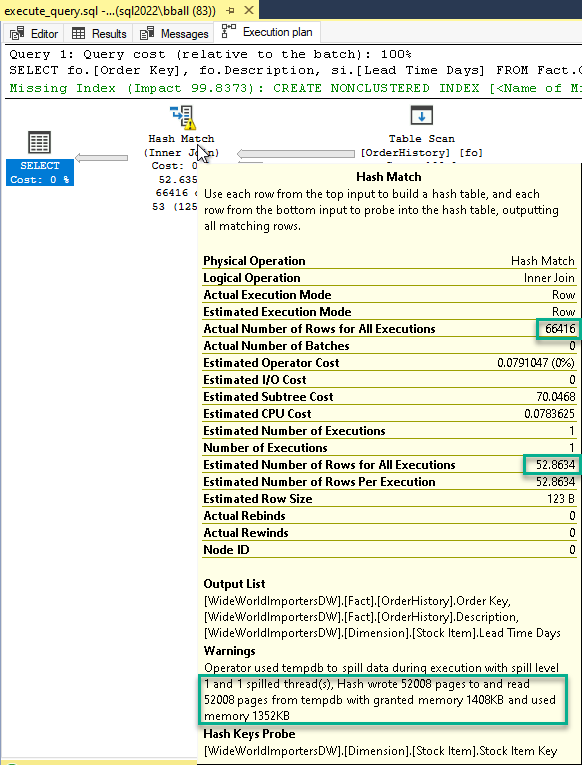 execute_query.sql -...(sql2022\bball (83))
Editor Results Messages Execution plan
Query 1: Query cost (relative to the batch): 100%
SELECT fo.[Order Key], fo.Description, si.[Lead Time Days] FROM Fact.
Missing Index (Impact 99.8373): CREATE NONCLUSTERED INDEX [<Name of Mi
SELECT
Cost: 0 %
Hash Match
(Inner Join)
Cost: 0
52.635
66416
53 (125
Table Scan
[OrderHistory] [fo]
Hash Match
Use each row from the top input to build a hash table, and each
row from the bottom input to probe into the hash table, outputting
all matching rows.
Physical Operation Hash Match
Logical Operation Inner Join
Actual Execution Mode Row
Estimated Execution Mode Row
Actual Number of Rows for All Executions 66416
Actual Number of Batches 0
Estimated Operator Cost 0.0791047 (0%)
Estimated I/O Cost 0
Estimated Subtree Cost 70.0468
Estimated CPU Cost 0.0783625
Estimated Number of Executions 1
Number of Executions 1
Estimated Number of Rows for All Executions 52.8634
Estimated Number of Rows Per Execution 52.8634
Estimated Row Size 123 B
Actual Rebinds 0
Actual Rewinds 0
Node ID 0
Output List
[WideWorldImportersDW].[Fact].[OrderHistory].Order Key,
[WideWorldImportersDW].[Fact].[OrderHistory].Description,
[WideWorldImportersDW].[Dimension].[Stock Item].Lead Time Days
Warnings
Operator used tempdb to spill data during execution with spill level
1 and 1 spilled thread(s), Hash wrote 52008 pages to and read
52008 pages from tempdb with granted memory 1408KB and used
memory 1352KB
Hash Keys Probe
[WideWorldImportersDW].[Dimension].[Stock Item].Stock Item Key